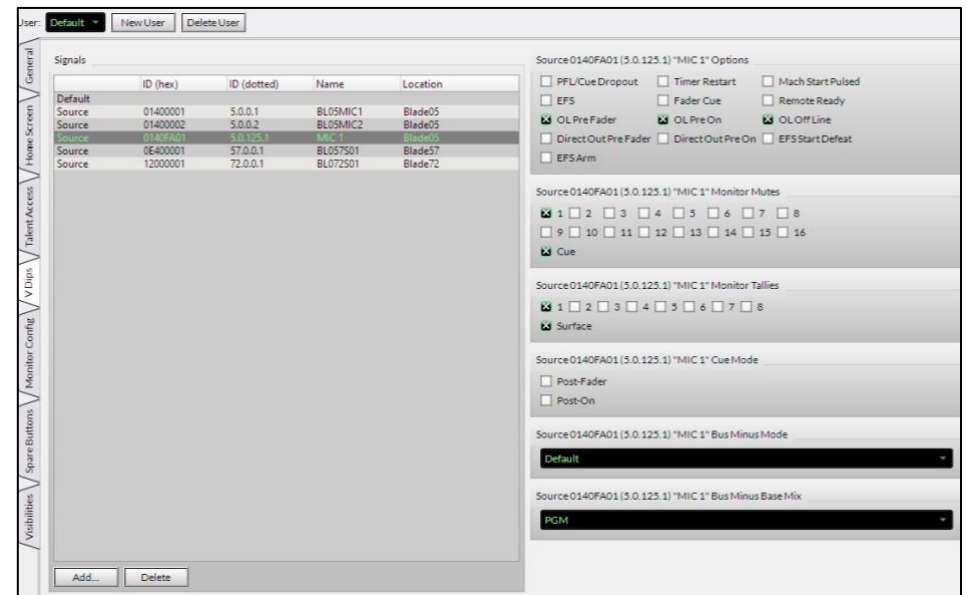 User: Default New User Delete User
General
Home Screen
Talent Access
VDips
Monitor Config
Spare Buttons
Visibilities
Signals
ID (hex) ID (dotted) Name Location
Default
Source 01400001 5.0.0.1 BL05MIC1 Blade05
Source 01400002 5.0.0.2 BL05MIC2 Blade05
Source 0140FA01 5.0.125.1 MIC 1 Blade05
Source 0E400001 57.0.0.1 BL057S01 Blade57
Source 12000001 72.0.0.1 BL072S01 Blade72
Add... Delete
Source 0140FA01 (5.0.125.1) "MIC 1" Options
PFL/Cue Dropout Timer Restart Mach Start Pulsed
EFS Fader Cue Remote Ready
OL Pre Fader OL Pre On OL Off Line
Direct Out Pre Fader Direct Out Pre On EFS Start Defeat
EFS Arm
Source 0140FA01 (5.0.125.1) "MIC 1" Monitor Mutes
1 2 3 4 5 6 7 8
9 10 11 12 13 14 15 16
Cue
Source 0140FA01 (5.0.125.1) "MIC 1" Monitor Tallies
1 2 3 4 5 6 7 8
Surface
Source 0140FA01 (5.0.125.1) "MIC 1" Cue Mode
Post-Fader
Post-On
Source 0140FA01 (5.0.125.1) "MIC 1" Bus Minus Mode
Default
Source 0140FA01 (5.0.125.1) "MIC 1" Bus Minus Base Mix
PGM